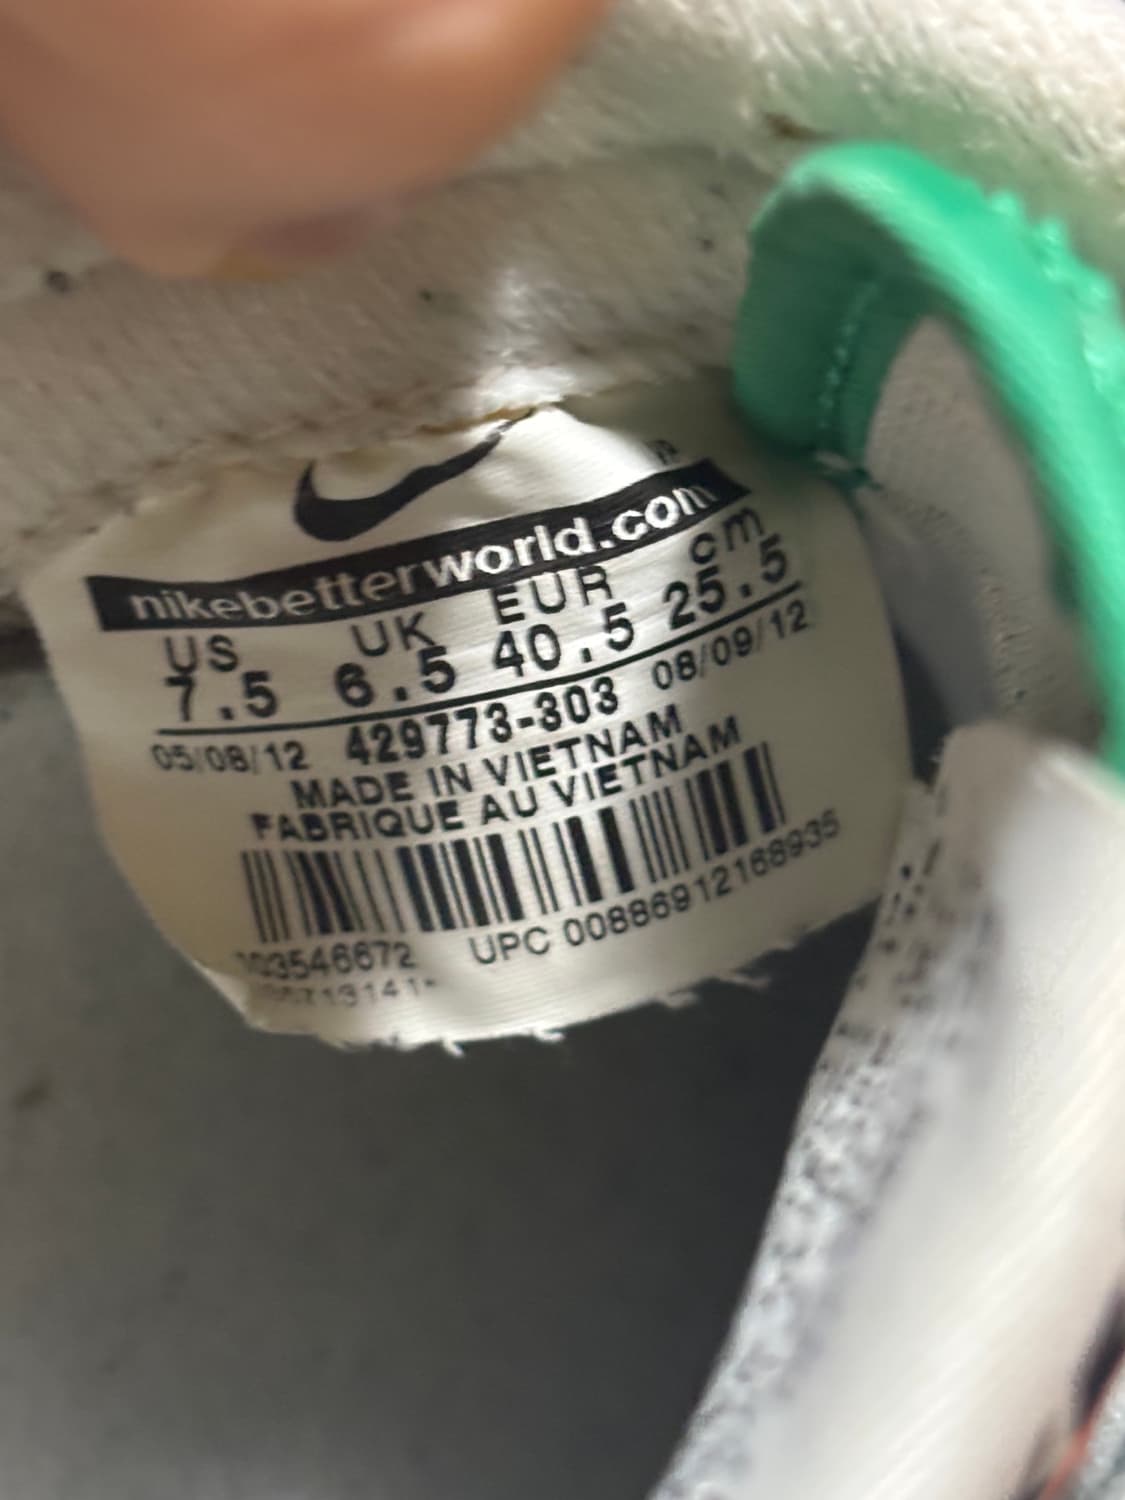 nikebetterworld.com
US UK EUR cm
7.5 6.5 40.5 25.5
05/08/12 429773-303 08/09/12
MADE IN VIETNAM
FABRIQUE AU VIETNAM
UPC 00886912168935